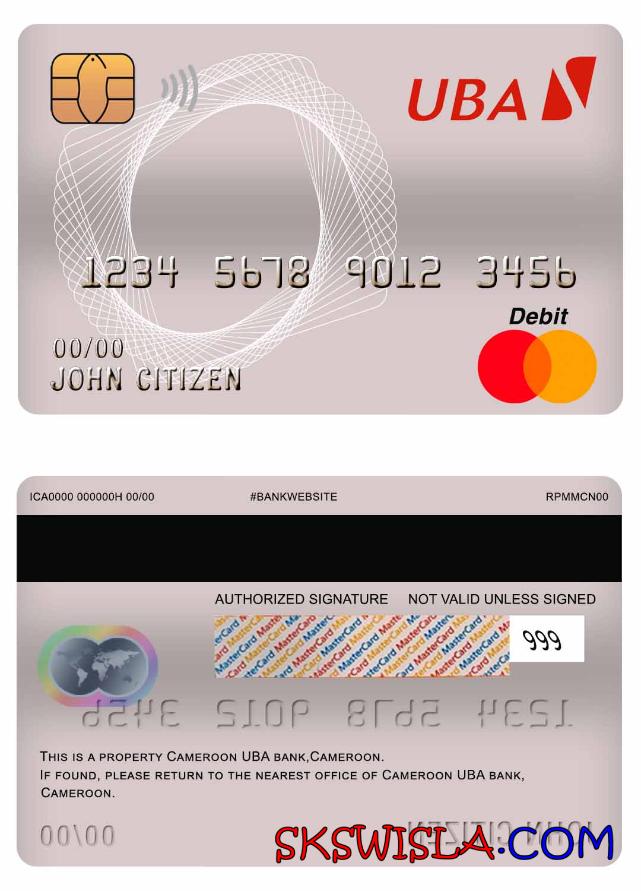 UBA
1234 5678 9012 3456
Debit
00/00
JOHN CITIZEN
ICA0000 000000H 00/00 #BANKWEBSITE RPMMCN00
AUTHORIZED SIGNATURE NOT VALID UNLESS SIGNED
MasterCard MasterCard MasterCard
999
1234 5678 9012 3456
THIS IS A PROPERTY CAMEROON UBA BANK,CAMEROON.
IF FOUND, PLEASE RETURN TO THE NEAREST OFFICE OF CAMEROON UBA BANK,
CAMEROON.
00/00 JOHN CITIZEN
SKSWISLA.COM